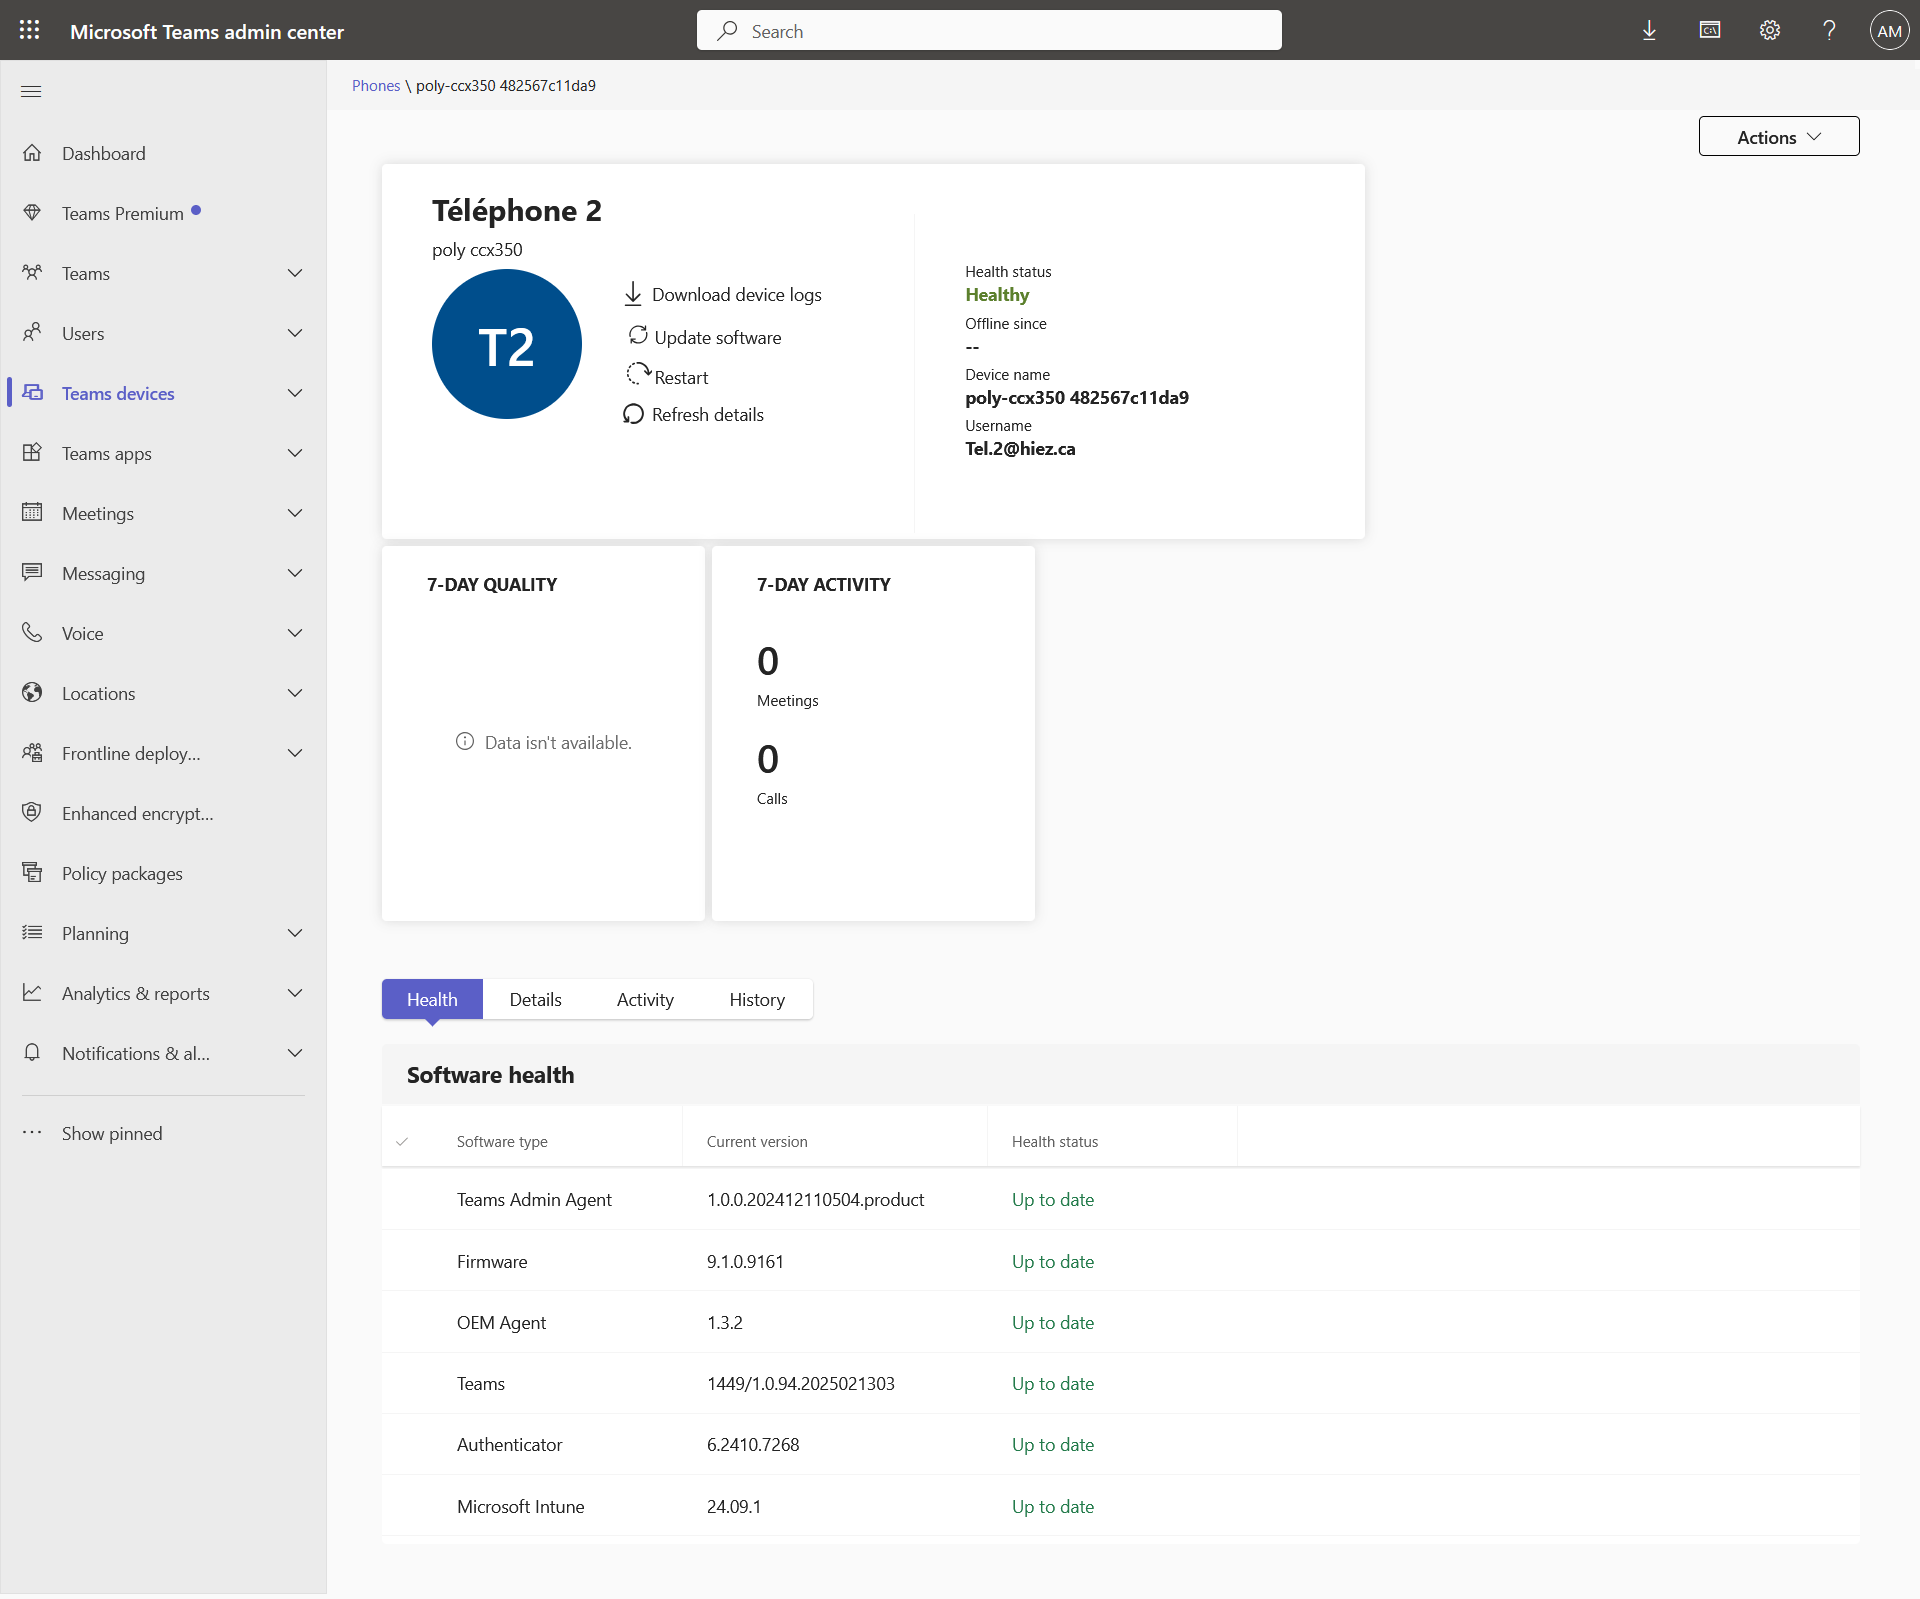 Microsoft Teams admin center
Search
AM
Phones \ poly-ccx350 482567c11da9
Actions
Dashboard
Teams Premium
Teams
Users
Teams devices
Teams apps
Meetings
Messaging
Voice
Locations
Frontline deploy...
Enhanced encrypt...
Policy packages
Planning
Analytics & reports
Notifications & al...
Show pinned
Téléphone 2
poly ccx350
T2
Download device logs
Update software
Restart
Refresh details
Health status
Healthy
Offline since
--
Device name
poly-ccx350 482567c11da9
Username
Tel.2@hiez.ca
7-DAY QUALITY
Data isn't available.
7-DAY ACTIVITY
0
Meetings
0
Calls
Health Details Activity History
Software health
Software type Current version Health status
Teams Admin Agent 1.0.0.202412110504.product Up to date
Firmware 9.1.0.9161 Up to date
OEM Agent 1.3.2 Up to date
Teams 1449/1.0.94.2025021303 Up to date
Authenticator 6.2410.7268 Up to date
Microsoft Intune 24.09.1 Up to date